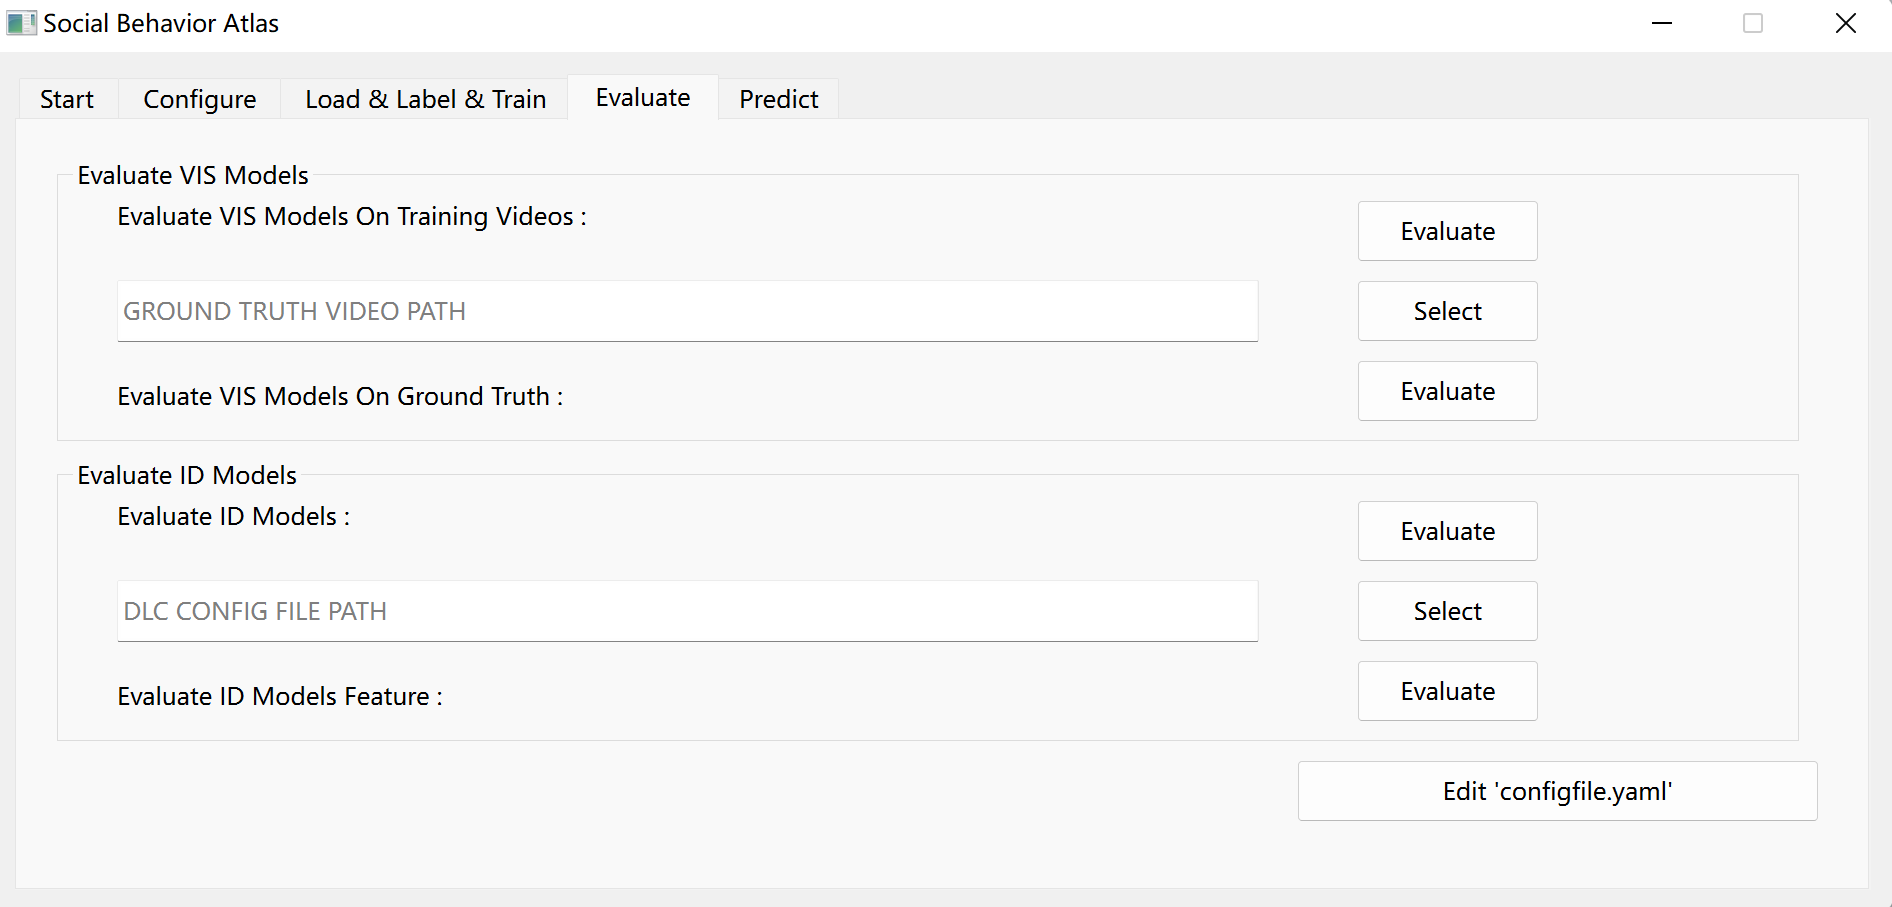 Social Behavior Atlas
Start Configure Load & Label & Train Evaluate Predict
Evaluate VIS Models
Evaluate VIS Models On Training Videos : Evaluate
GROUND TRUTH VIDEO PATH Select
Evaluate VIS Models On Ground Truth : Evaluate
Evaluate ID Models
Evaluate ID Models : Evaluate
DLC CONFIG FILE PATH Select
Evaluate ID Models Feature : Evaluate
Edit 'configfile.yaml'